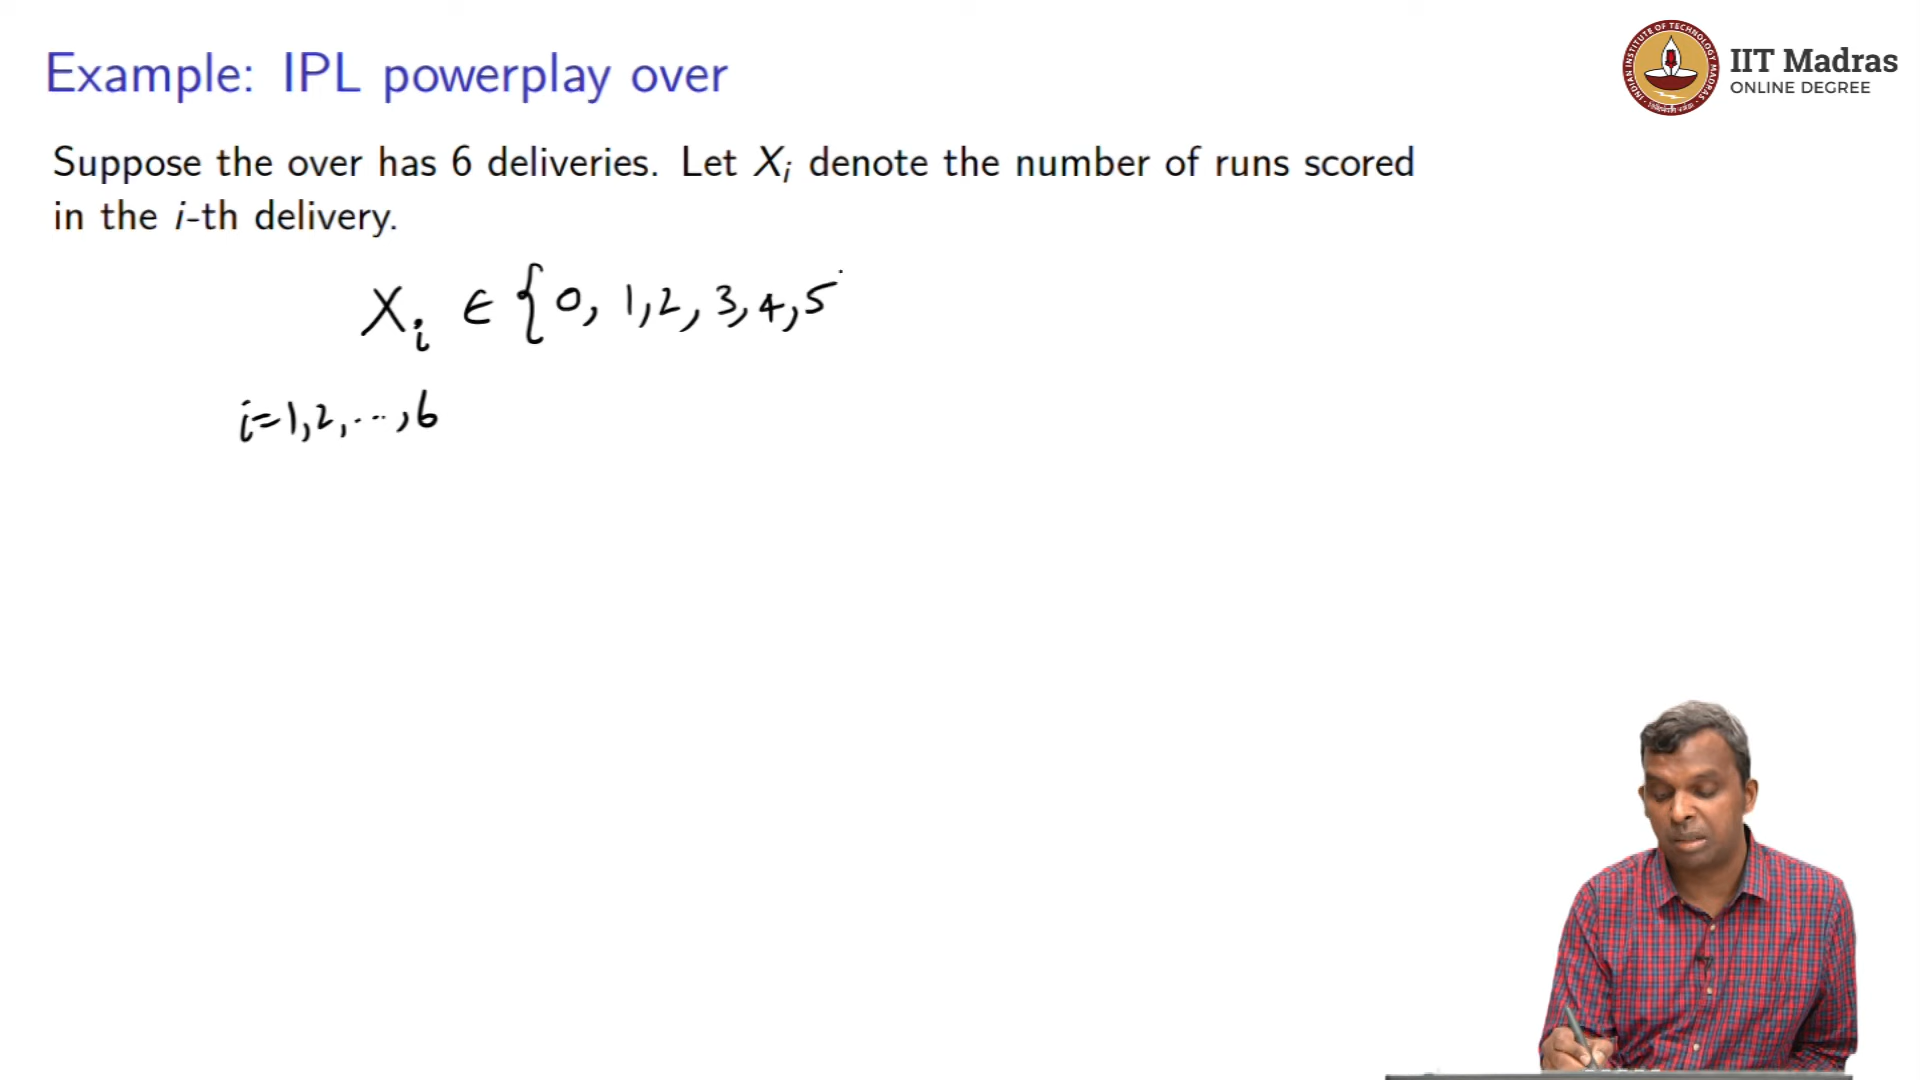 Example: IPL powerplay over
IIT Madras
ONLINE DEGREE
Suppose the over has 6 deliveries. Let Xi denote the number of runs scored
in the i-th delivery.
Xi ∈ {0, 1, 2, 3, 4, 5
i=1,2,...,6